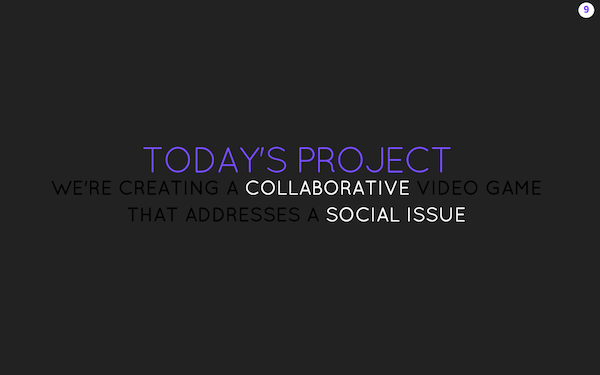 9
TODAY'S PROJECT
WE'RE CREATING A COLLABORATIVE VIDEO GAME
THAT ADDRESSES A SOCIAL ISSUE